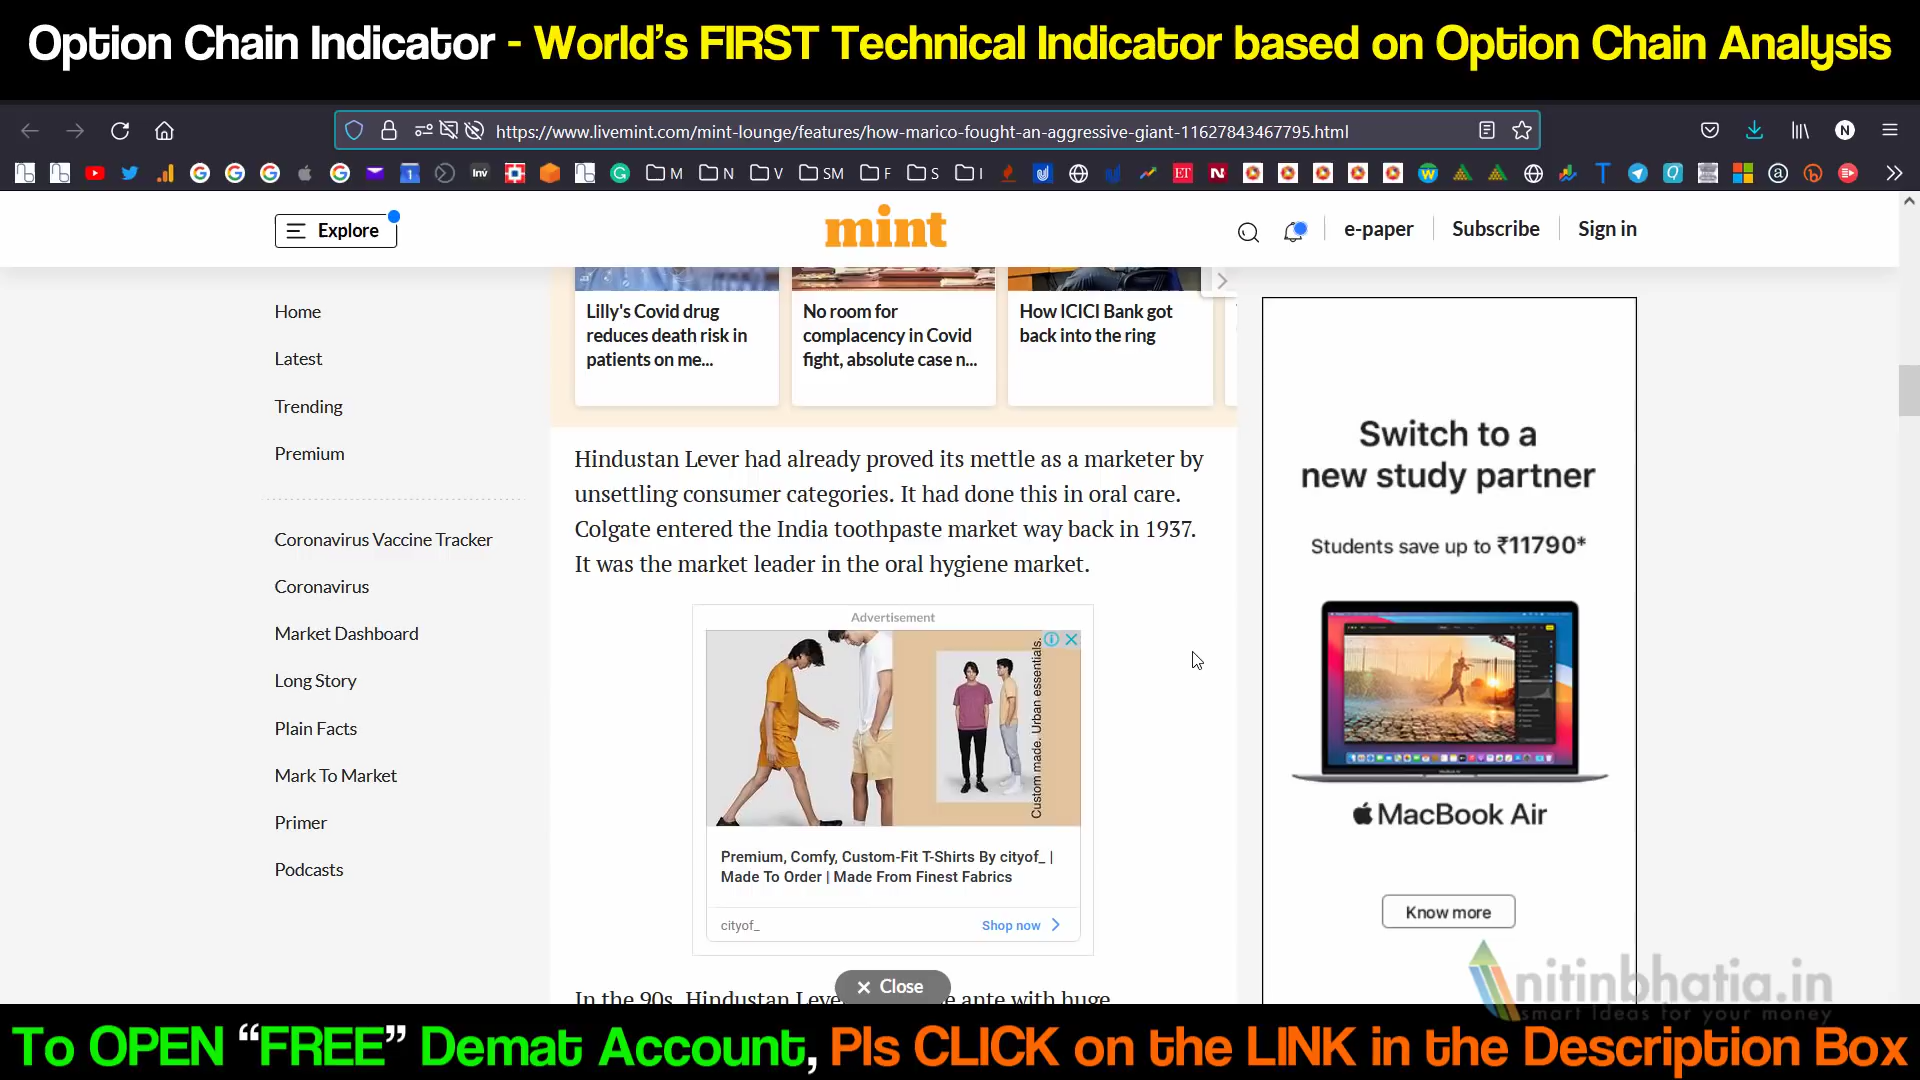 Option Chain Indicator - World's FIRST Technical Indicator based on Option Chain Analysis
https://www.livemint.com/mint-lounge/features/how-marico-fought-an-aggressive-giant-11627843467795.html
N
M
N
V
SM
F
S
I
Explore
mint
e-paper
Subscribe
Sign in
Home
Latest
Trending
Premium
Coronavirus Vaccine Tracker
Coronavirus
Market Dashboard
Long Story
Plain Facts
Mark To Market
Primer
Podcasts
Lilly's Covid drug
reduces death risk in
patients on me...
No room for
complacency in Covid
fight, absolute case n...
How ICICI Bank got
back into the ring
Hindustan Lever had already proved its mettle as a marketer by
unsettling consumer categories. It had done this in oral care.
Colgate entered the India toothpaste market way back in 1937.
It was the market leader in the oral hygiene market.
Advertisement
Custom made. Urban essentials.
Premium, Comfy, Custom-Fit T-Shirts By cityof_ |
Made To Order | Made From Finest Fabrics
cityof_
Shop now
Close
In the 90s, Hindustan Leve ante with huge
Switch to a
new study partner
Students save up to ₹11790*
MacBook Air
Know more
nitinbhatia.in
smart ideas for your money
To OPEN "FREE" Demat Account, Pls CLICK on the LINK in the Description Box